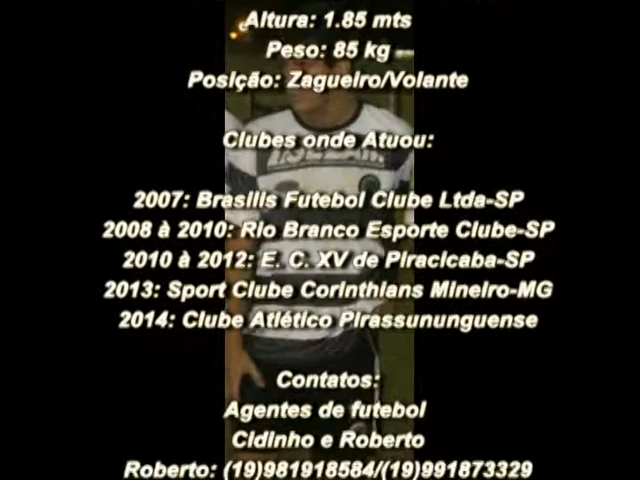 Altura: 1.85 mts
Peso: 85 kg
Posição: Zagueiro/Volante
Clubes onde Atuou:
2007: Brasilis Futebol Clube Ltda-SP
2008 à 2010: Rio Branco Esporte Clube-SP
2010 à 2012: E. C. XV de Piracicaba-SP
2013: Sport Clube Corinthians Mineiro-MG
2014: Clube Atlético Pirassununguense
Contatos:
Agentes de futebol
Cidinho e Roberto
Roberto: (19)981918584/(19)991873329